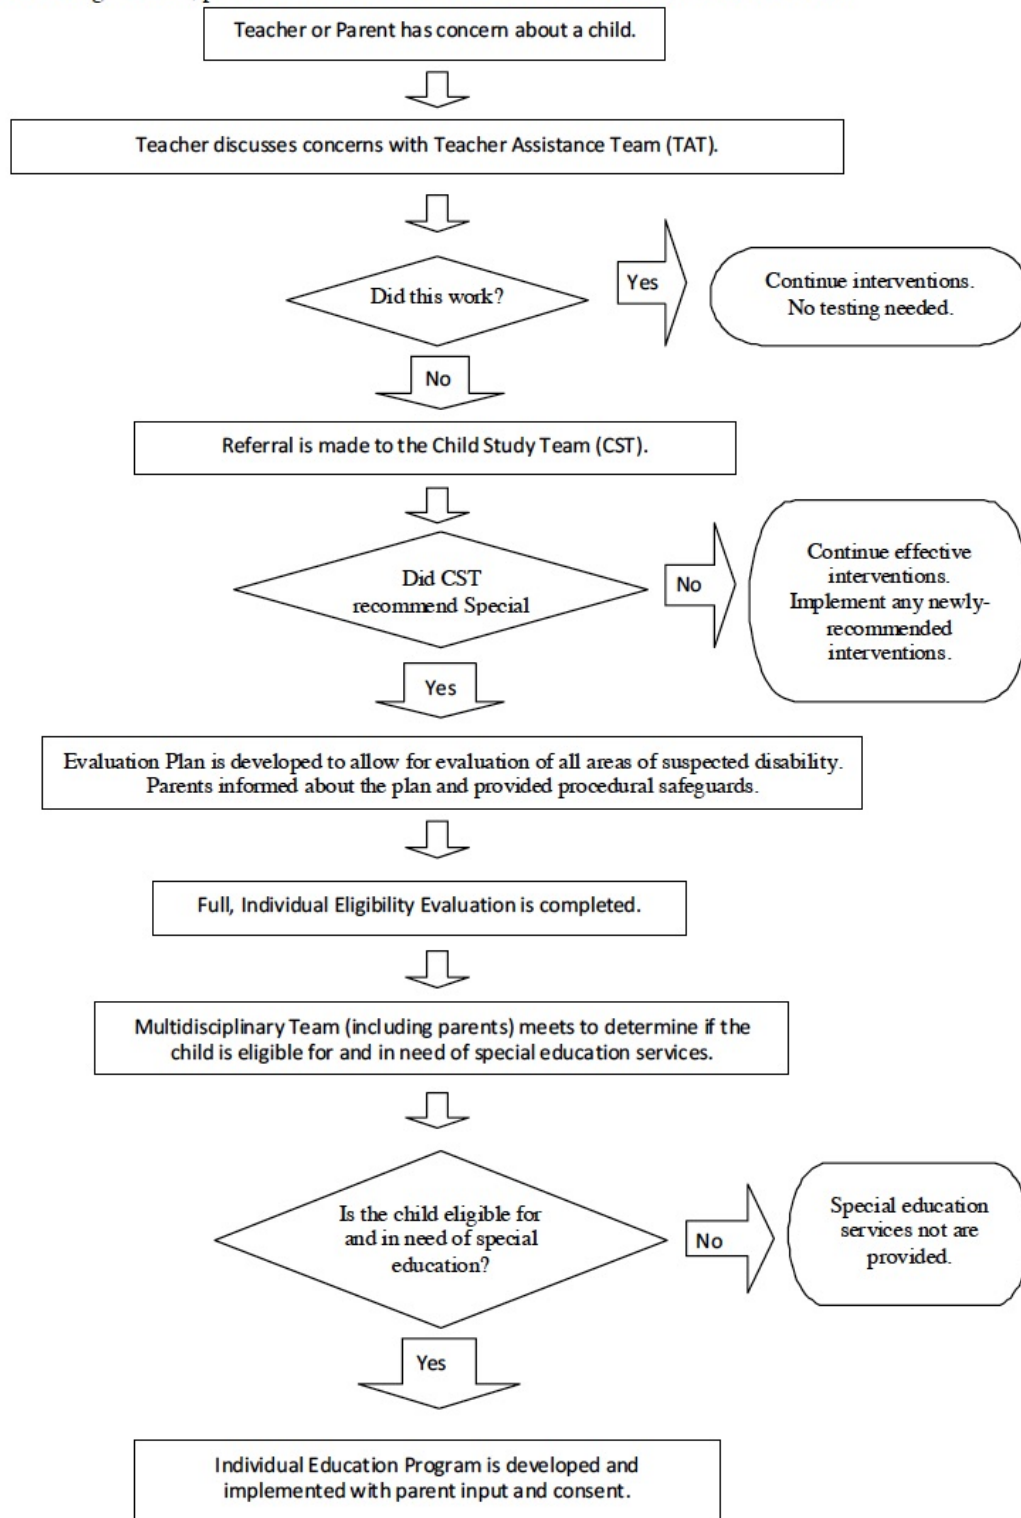 Teacher or Parent has concern about a child.
Teacher discusses concerns with Teacher Assistance Team (TAT).
Did this work?
Yes
Continue interventions.
No testing needed.
No
Referral is made to the Child Study Team (CST).
Did CST
recommend Special
No
Continue effective
interventions.
Implement any newly-
recommended
interventions.
Yes
Evaluation Plan is developed to allow for evaluation of all areas of suspected disability.
Parents informed about the plan and provided procedural safeguards.
Full, Individual Eligibility Evaluation is completed.
Multidisciplinary Team (including parents) meets to determine if the
child is eligible for and in need of special education services.
Is the child eligible for
and in need of special
education?
No
Special education
services not are
provided.
Yes
Individual Education Program is developed and
implemented with parent input and consent.